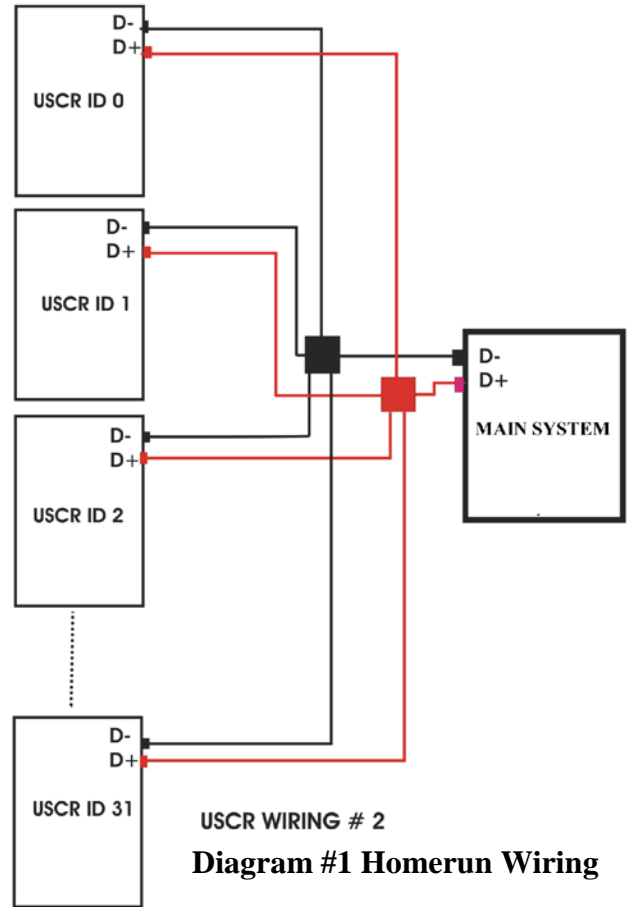 D-
D+
USCR ID 0
D-
D+
USCR ID 1
D-
D+
MAIN SYSTEM
D-
D+
USCR ID 2
D-
D+
USCR ID 31
USCR WIRING # 2
Diagram #1 Homerun Wiring